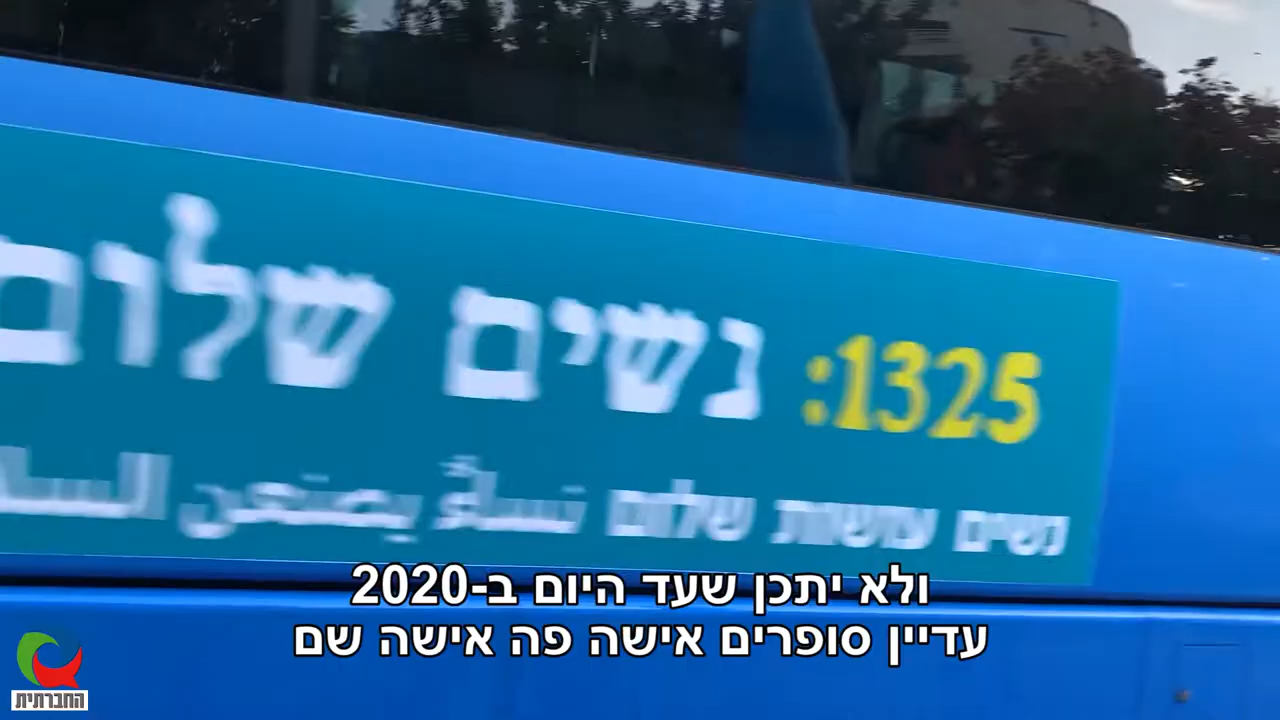 1325: נשים שלום
נשים עושות שלום نساءٌ يصنعن السلا
ולא יתכן שעד היום ב-2020
עדיין סופרים אישה פה אישה שם
החברתית